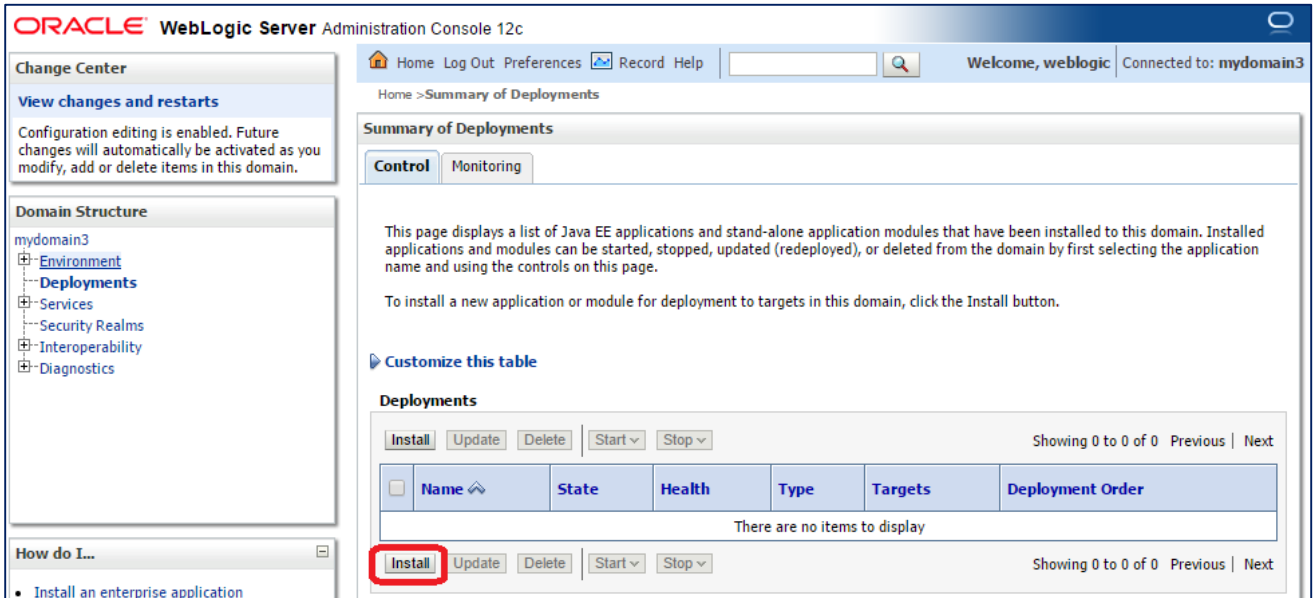 ORACLE WebLogic Server Administration Console 12c
Change Center
View changes and restarts
Configuration editing is enabled. Future
changes will automatically be activated as you
modify, add or delete items in this domain.
Domain Structure
mydomain3
Environment
Deployments
Services
Security Realms
Interoperability
Diagnostics
How do I...
Install an enterprise application
Home Log Out Preferences Record Help
Welcome, weblogic Connected to: mydomain3
Home >Summary of Deployments
Summary of Deployments
Control Monitoring
This page displays a list of Java EE applications and stand-alone application modules that have been installed to this domain. Installed
applications and modules can be started, stopped, updated (redeployed), or deleted from the domain by first selecting the application
name and using the controls on this page.
To install a new application or module for deployment to targets in this domain, click the Install button.
Customize this table
Deployments
Install Update Delete Start Stop Showing 0 to 0 of 0 Previous | Next
Name State Health Type Targets Deployment Order
There are no items to display
Install Update Delete Start Stop Showing 0 to 0 of 0 Previous | Next